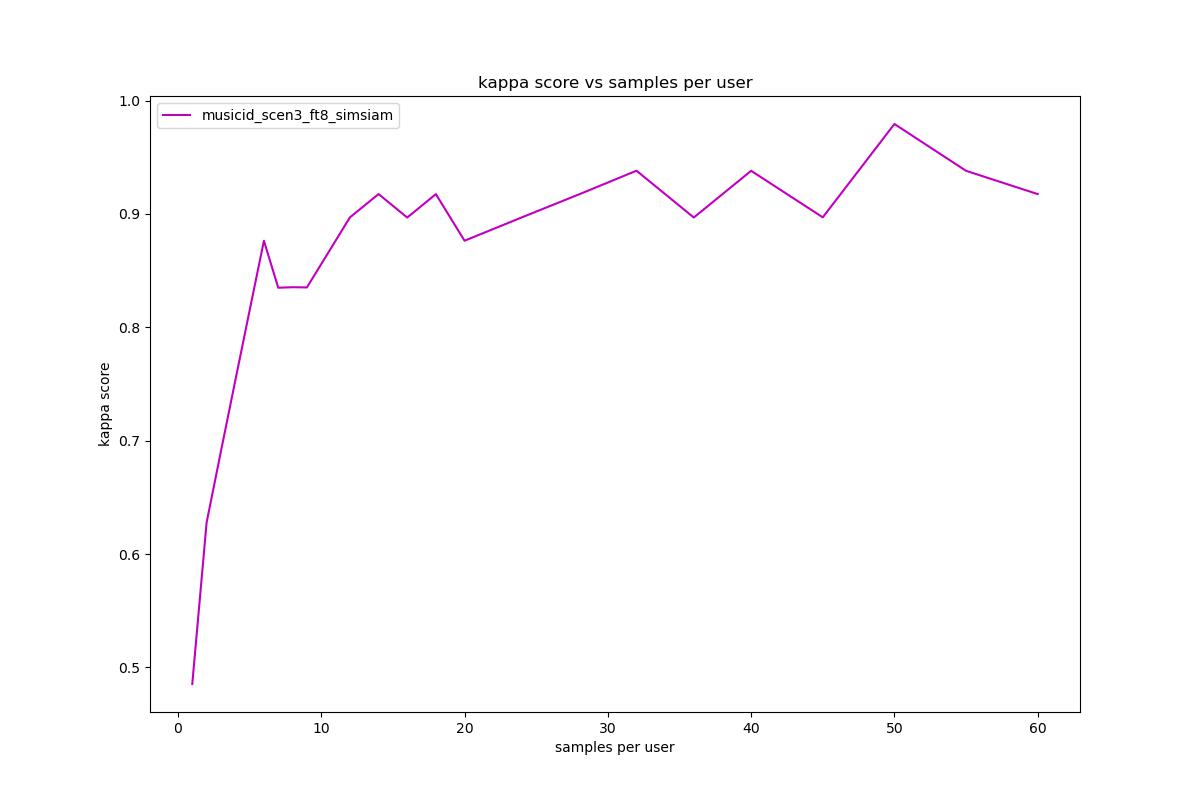 kappa score vs samples per user
musicid_scen3_ft8_simsiam
1.0
0.9
0.8
0.7
0.6
0.5
kappa score
0 10 20 30 40 50 60
samples per user